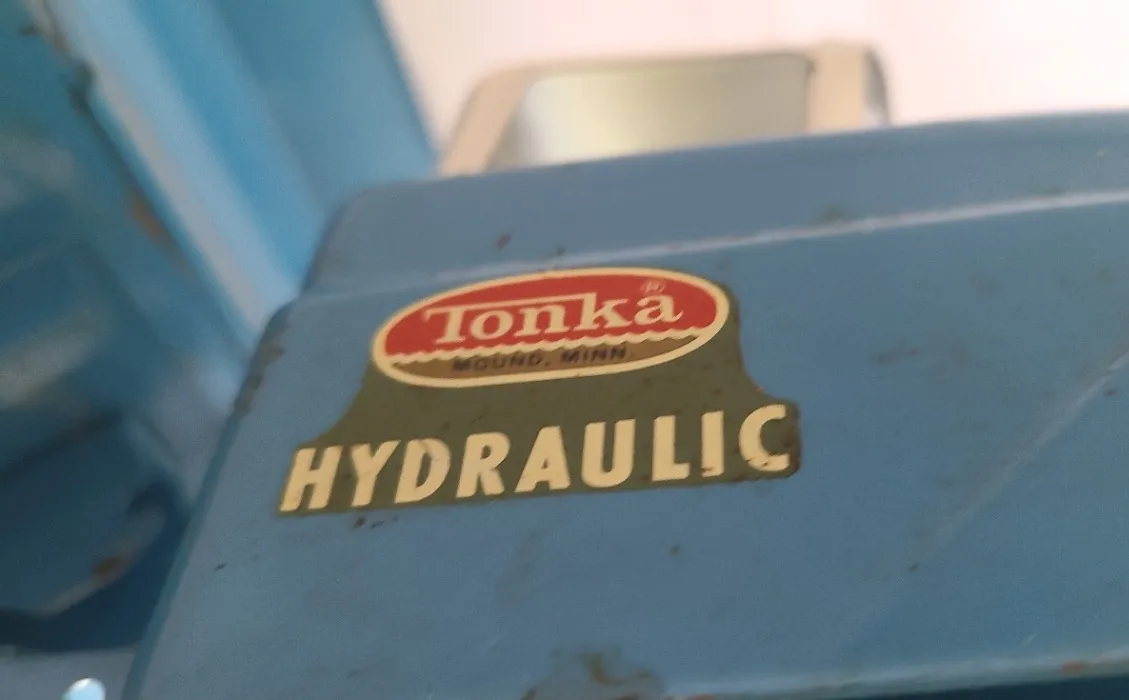 Tonka®
MOUND, MINN.
HYDRAULIC